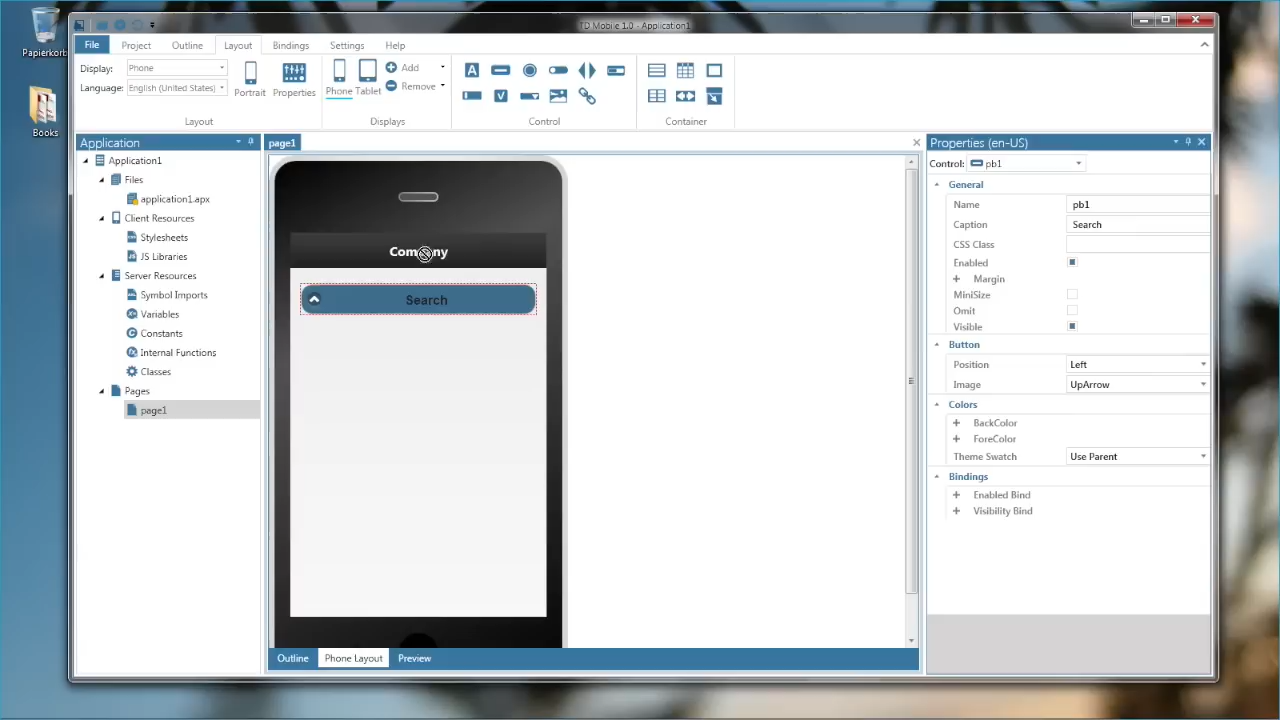 Papierkorb
Books
TD Mobile 1.0 - Application1
File Project Outline Layout Bindings Settings Help
Display: Phone
Language: English (United States)
Portrait Properties
Phone Tablet
Add
Remove
Layout Displays Control Container
Application
Application1
Files
application1.apx
Client Resources
Stylesheets
JS Libraries
Server Resources
Symbol Imports
Variables
Constants
Internal Functions
Classes
Pages
page1
page1
Search
Outline Phone Layout Preview
Properties (en-US)
Control: pb1
General
Name pb1
Caption Search
CSS Class
Enabled
Margin
MiniSize
Omit
Visible
Button
Position Left
Image UpArrow
Colors
BackColor
ForeColor
Theme Swatch Use Parent
Bindings
Enabled Bind
Visibility Bind